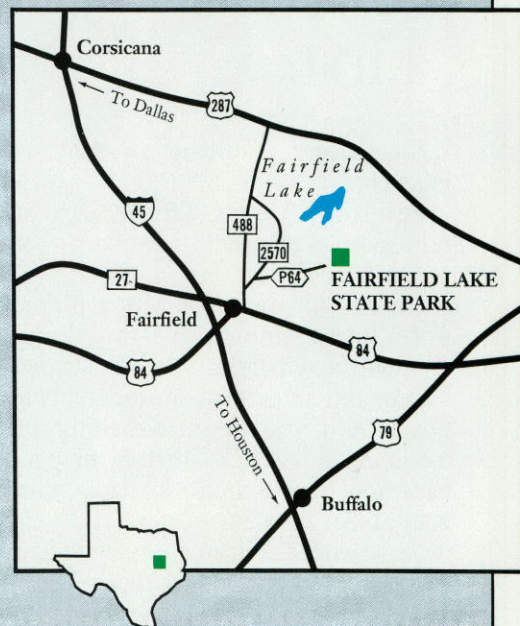 Corsicana
To Dallas
287
Fairfield
Lake
45
488
2570
P64
FAIRFIELD LAKE
STATE PARK
27
Fairfield
84
84
To Houston
79
Buffalo